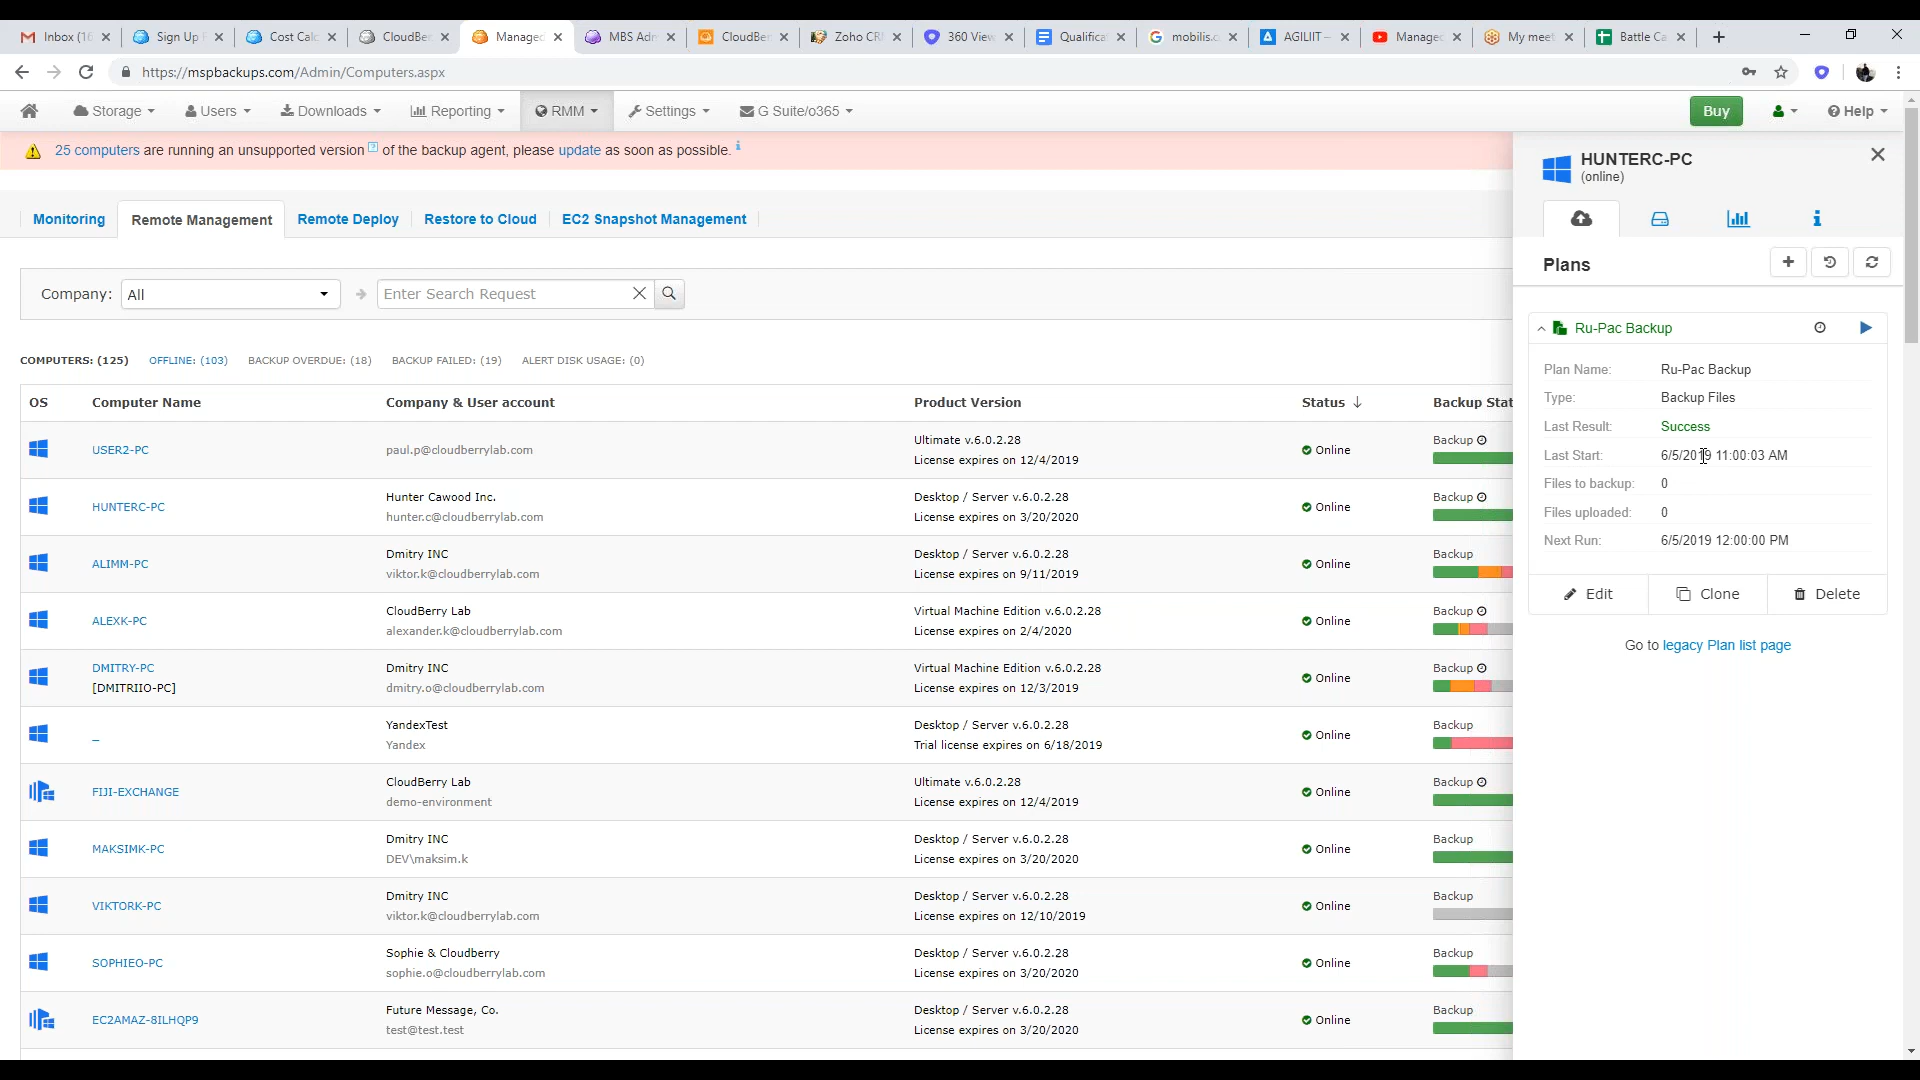 Inbox (16
Sign Up F
Cost Calc
CloudBer
Managed
MBS Adm
CloudBer
Zoho CR
360 View
Qualificat
mobilis.c
AGILIIT –
Managed
My meet
Battle Ca
https://mspbackups.com/Admin/Computers.aspx
Storage
Users
Downloads
Reporting
RMM
Settings
G Suite/o365
Buy
Help
25 computers are running an unsupported version ? of the backup agent, please update as soon as possible. i
Monitoring
Remote Management
Remote Deploy
Restore to Cloud
EC2 Snapshot Management
Company: All
Enter Search Request
COMPUTERS: (125) OFFLINE: (103) BACKUP OVERDUE: (18) BACKUP FAILED: (19) ALERT DISK USAGE: (0)
OS Computer Name Company & User account Product Version Status Backup Stat
USER2-PC
paul.p@cloudberrylab.com
Ultimate v.6.0.2.28
License expires on 12/4/2019
Online
Backup
HUNTERC-PC
Hunter Cawood Inc.
hunter.c@cloudberrylab.com
Desktop / Server v.6.0.2.28
License expires on 3/20/2020
Online
Backup
ALIMM-PC
Dmitry INC
viktor.k@cloudberrylab.com
Desktop / Server v.6.0.2.28
License expires on 9/11/2019
Online
Backup
ALEXK-PC
CloudBerry Lab
alexander.k@cloudberrylab.com
Virtual Machine Edition v.6.0.2.28
License expires on 2/4/2020
Online
Backup
DMITRY-PC
[DMITRIIO-PC]
Dmitry INC
dmitry.o@cloudberrylab.com
Virtual Machine Edition v.6.0.2.28
License expires on 12/3/2019
Online
Backup
_
YandexTest
Yandex
Desktop / Server v.6.0.2.28
Trial license expires on 6/18/2019
Online
Backup
FIJI-EXCHANGE
CloudBerry Lab
demo-environment
Ultimate v.6.0.2.28
License expires on 12/4/2019
Online
Backup
MAKSIMK-PC
Dmitry INC
DEV\maksim.k
Desktop / Server v.6.0.2.28
License expires on 3/20/2020
Online
Backup
VIKTORK-PC
Dmitry INC
viktor.k@cloudberrylab.com
Desktop / Server v.6.0.2.28
License expires on 12/10/2019
Online
Backup
SOPHIEO-PC
Sophie & Cloudberry
sophie.o@cloudberrylab.com
Desktop / Server v.6.0.2.28
License expires on 3/20/2020
Online
Backup
EC2AMAZ-8ILHQP9
Future Message, Co.
test@test.test
Desktop / Server v.6.0.2.28
License expires on 3/20/2020
Online
Backup
HUNTERC-PC
(online)
Plans
Ru-Pac Backup
Plan Name: Ru-Pac Backup
Type: Backup Files
Last Result: Success
Last Start: 6/5/2019 11:00:03 AM
Files to backup: 0
Files uploaded: 0
Next Run: 6/5/2019 12:00:00 PM
Edit
Clone
Delete
Go to legacy Plan list page